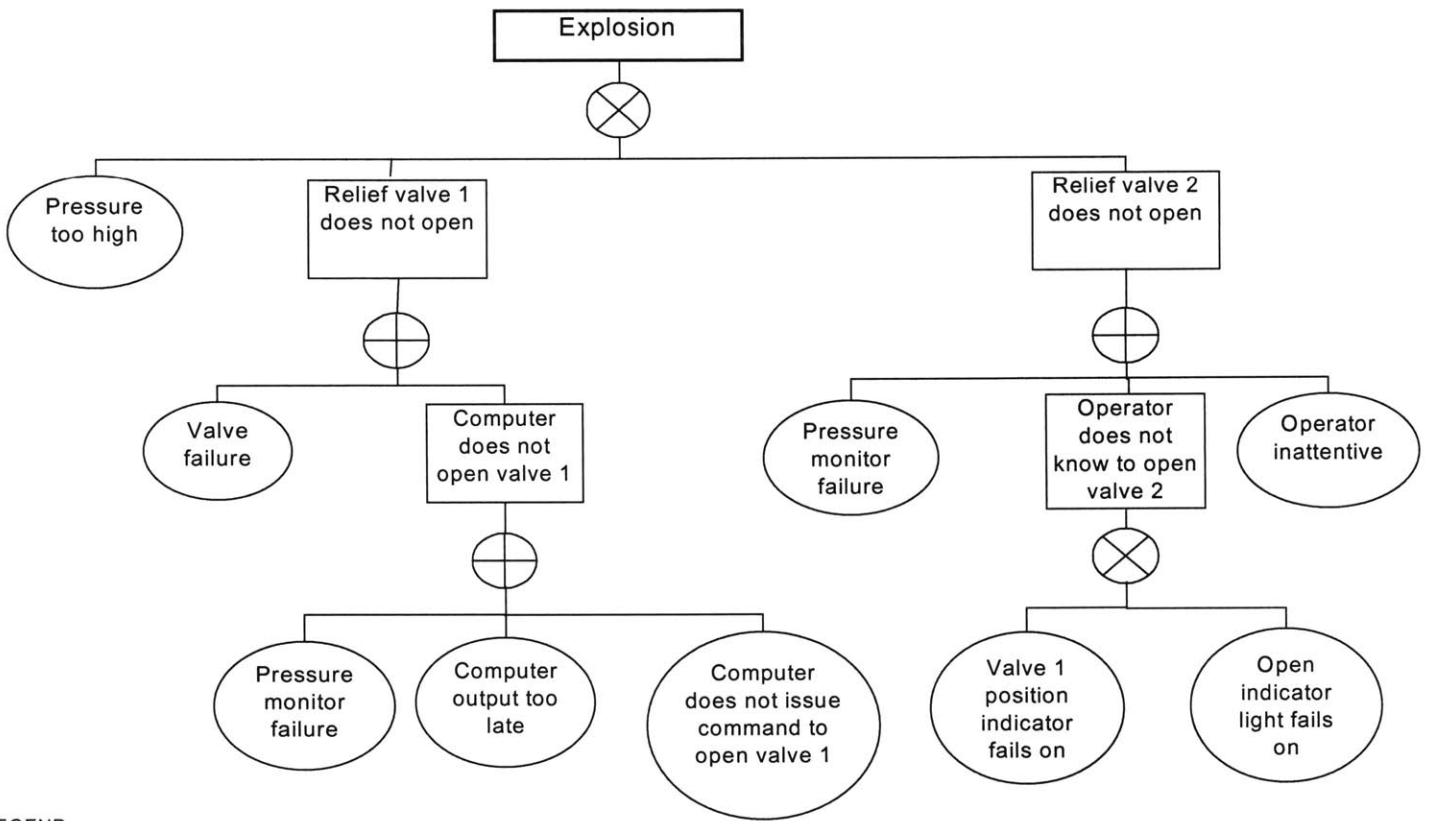 Explosion
Pressure
too high
Relief valve 1
does not open
Relief valve 2
does not open
Valve
failure
Computer
does not
open valve 1
Pressure
monitor
failure
Operator
does not
know to open
valve 2
Operator
inattentive
Pressure
monitor
failure
Computer
output too
late
Computer
does not issue
command to
open valve 1
Valve 1
position
indicator
fails on
Open
indicator
light fails
on